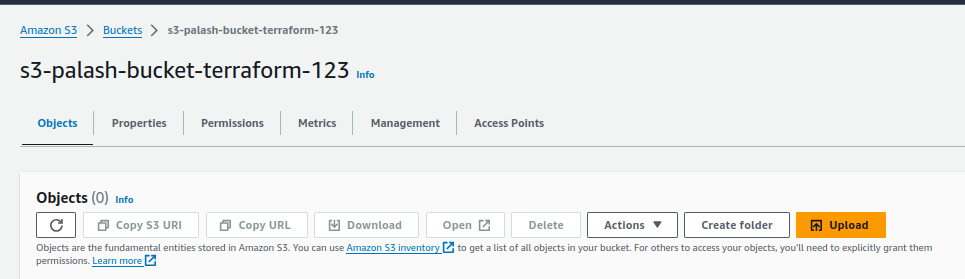 Amazon S3 > Buckets > s3-palash-bucket-terraform-123
s3-palash-bucket-terraform-123 Info
Objects Properties Permissions Metrics Management Access Points
Objects (0) Info
Copy S3 URI Copy URL Download Open Delete Actions Create folder Upload
Objects are the fundamental entities stored in Amazon S3. You can use Amazon S3 inventory to get a list of all objects in your bucket. For others to access your objects, you'll need to explicitly grant them
permissions. Learn more